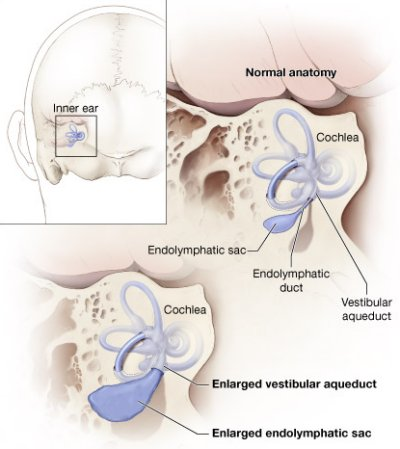 Normal anatomy
Inner ear
Cochlea
Endolymphatic sac
Endolymphatic
duct
Vestibular
aqueduct
Cochlea
Enlarged vestibular aqueduct
Enlarged endolymphatic sac